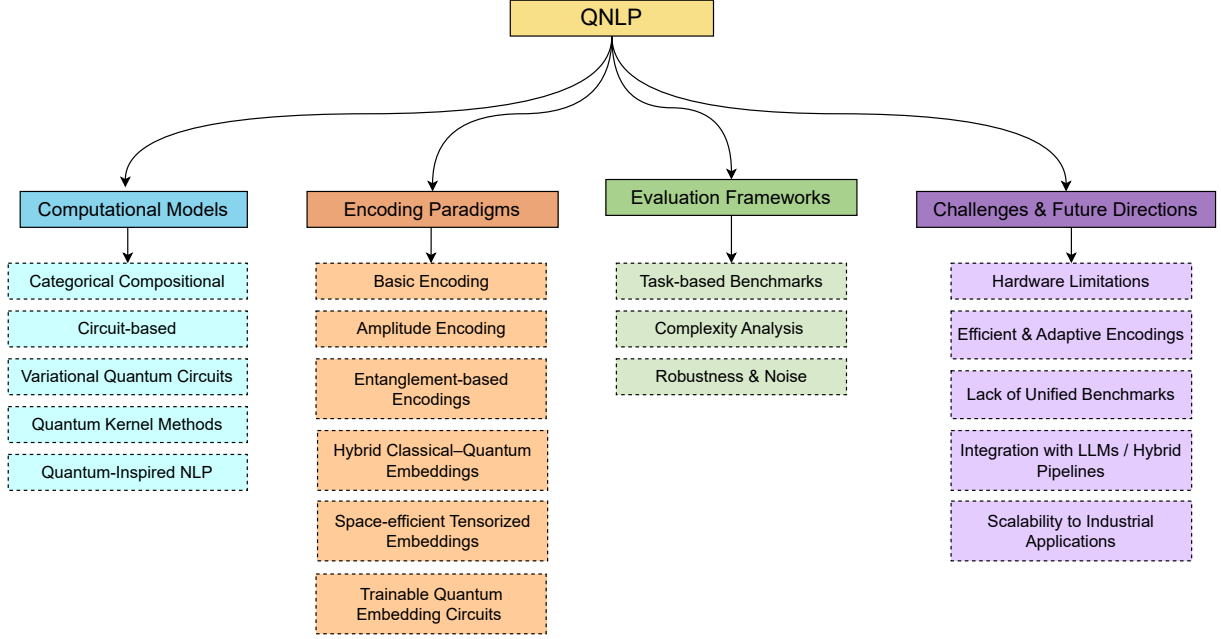 QNLP
Computational Models
Categorical Compositional
Circuit-based
Variational Quantum Circuits
Quantum Kernel Methods
Quantum-Inspired NLP
Encoding Paradigms
Basic Encoding
Amplitude Encoding
Entanglement-based
Encodings
Hybrid Classical–Quantum
Embeddings
Space-efficient Tensorized
Embeddings
Trainable Quantum
Embedding Circuits
Evaluation Frameworks
Task-based Benchmarks
Complexity Analysis
Robustness & Noise
Challenges & Future Directions
Hardware Limitations
Efficient & Adaptive Encodings
Lack of Unified Benchmarks
Integration with LLMs / Hybrid
Pipelines
Scalability to Industrial
Applications